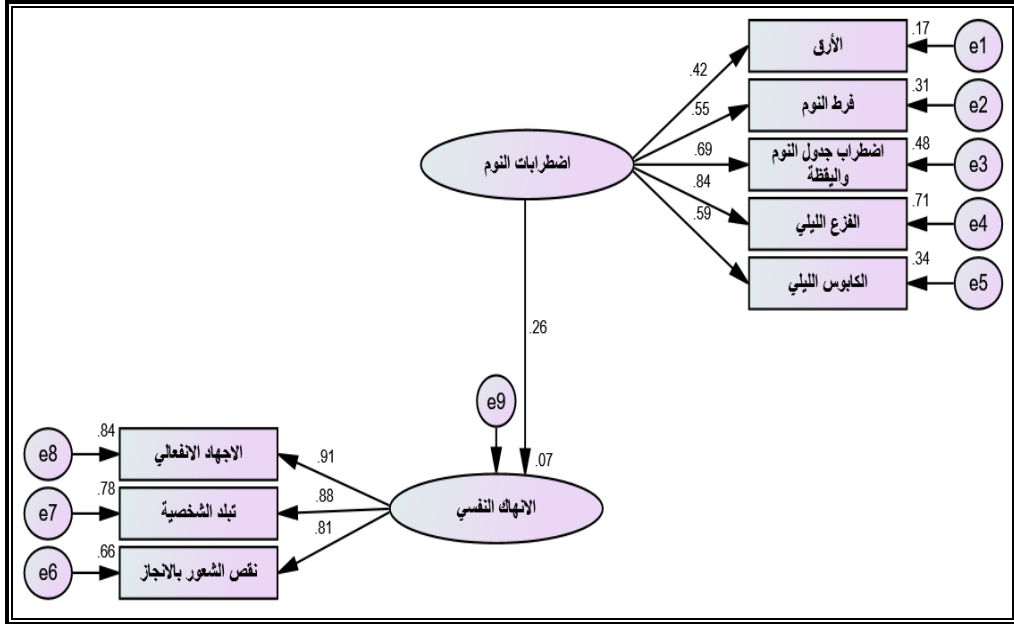 .17
الأرق
e1
.42
.31
فرط النوم
e2
.55
.48
اضطراب جدول النوم
واليقظة
e3
.69
اضطرابات النوم
.84
.71
الفزع الليلي
e4
.59
.34
الكابوس الليلي
e5
.26
e9
.84
e8
الاجهاد الانفعالي
.91
.07
.78
e7
تبلد الشخصية
.88
الانهاك النفسي
.81
.66
e6
نقص الشعور بالانجاز